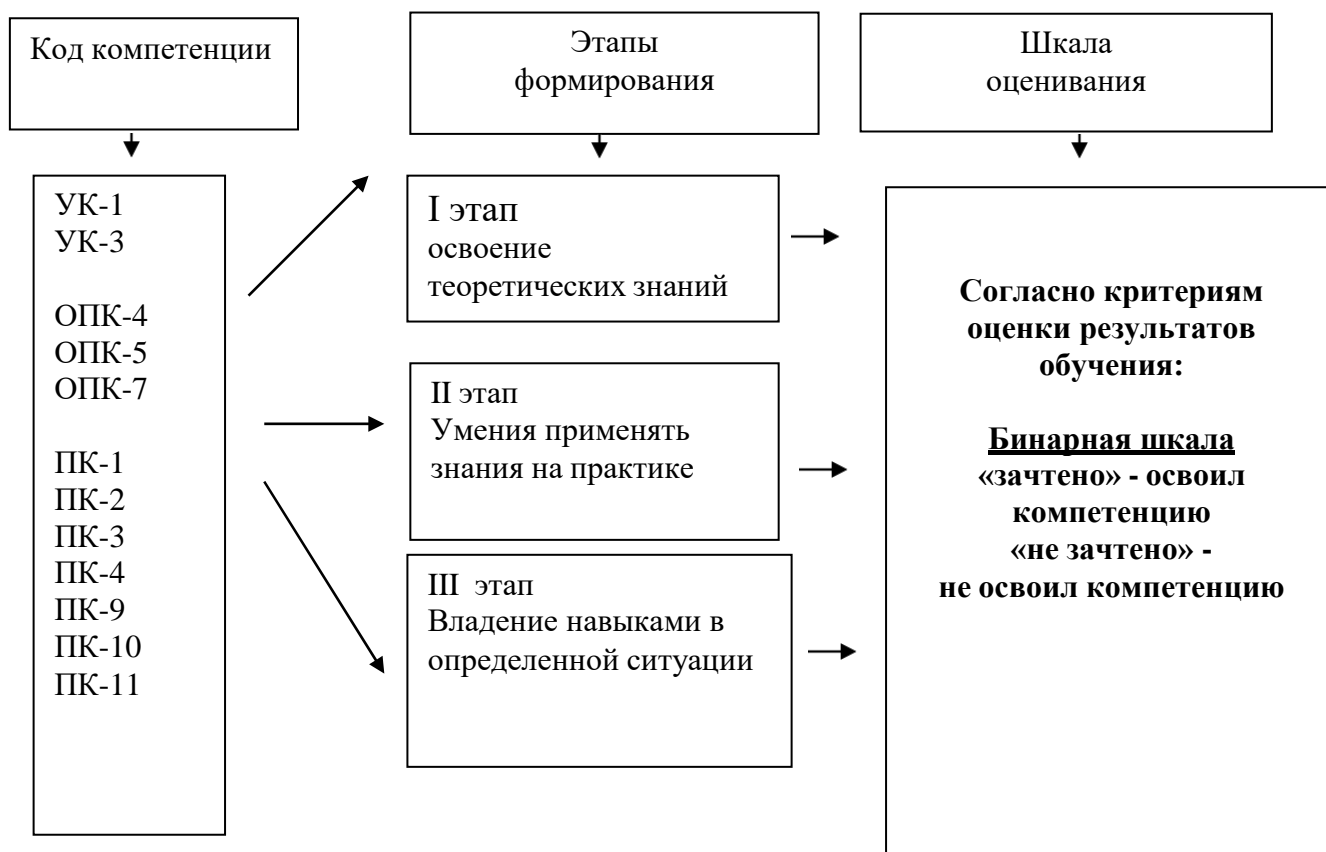 Код компетенции
Этапы
формирования
Шкала
оценивания
УК-1
УК-3
ОПК-4
ОПК-5
ОПК-7
ПК-1
ПК-2
ПК-3
ПК-4
ПК-9
ПК-10
ПК-11
I этап
освоение
теоретических знаний
II этап
Умения применять
знания на практике
III этап
Владение навыками в
определенной ситуации
Согласно критериям
оценки результатов
обучения:
Бинарная шкала
«зачтено» - освоил
компетенцию
«не зачтено» -
не освоил компетенцию